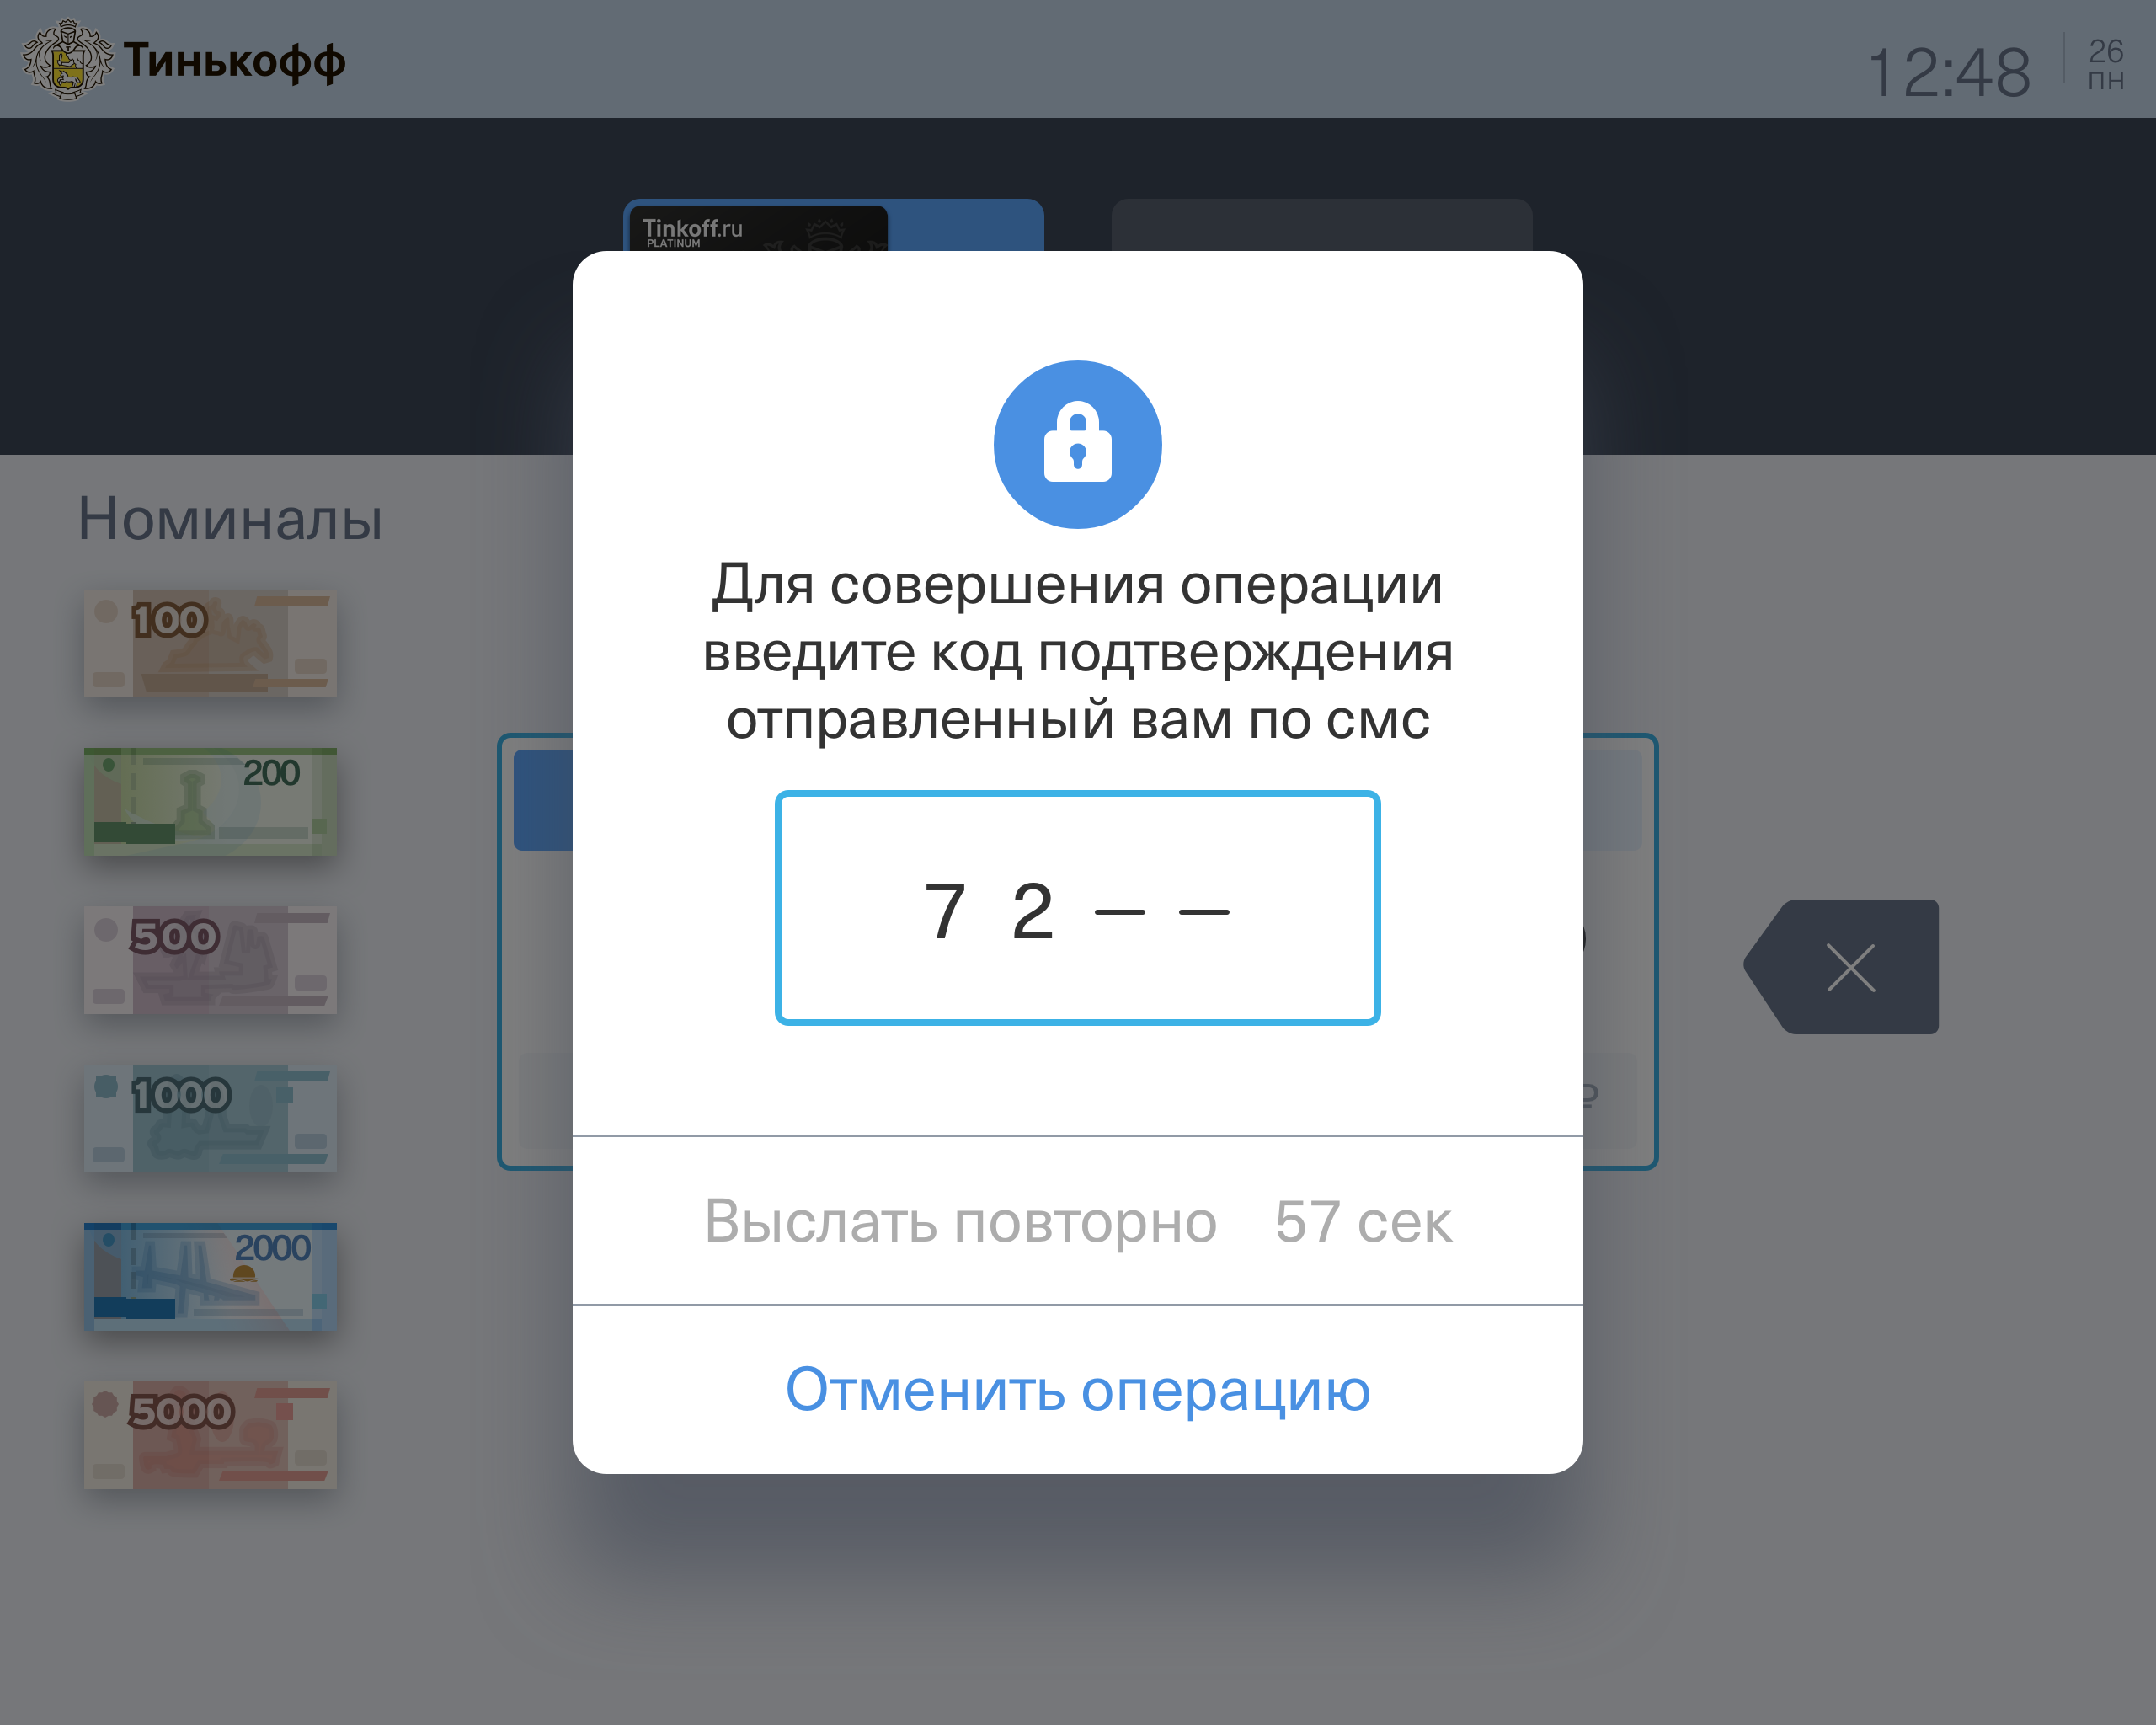 Тинькофф
12:48
26
пн
Tinkoff.ru
PLATINUM
Номиналы
100
200
500
1000
2000
5000
Для совершения операции
введите код подтверждения
отправленный вам по смс
7 2 — —
₽
Выслать повторно 57 сек
Отменить операцию